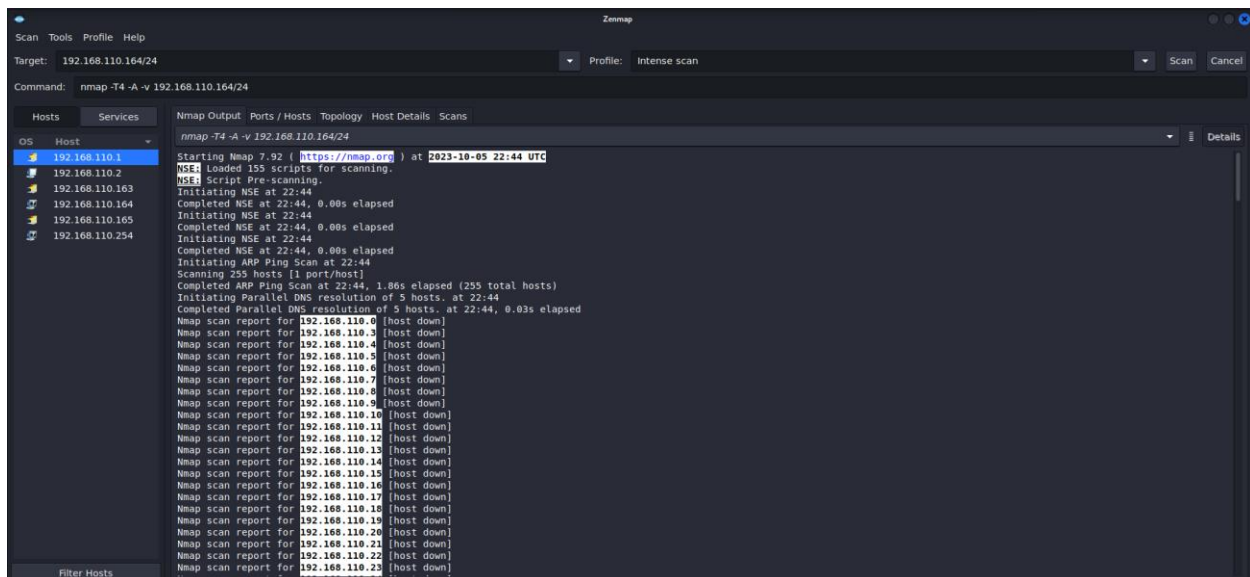 Zenmap
Scan Tools Profile Help
Target: 192.168.110.164/24 Profile: Intense scan Scan Cancel
Command: nmap -T4 -A -v 192.168.110.164/24
Hosts Services Nmap Output Ports / Hosts Topology Host Details Scans
nmap -T4 -A -v 192.168.110.164/24 Details
OS Host
192.168.110.1
192.168.110.2
192.168.110.163
192.168.110.164
192.168.110.165
192.168.110.254
Filter Hosts
Starting Nmap 7.92 ( https://nmap.org ) at 2023-10-05 22:44 UTC
NSE: Loaded 155 scripts for scanning.
NSE: Script Pre-scanning.
Initiating NSE at 22:44
Completed NSE at 22:44, 0.00s elapsed
Initiating NSE at 22:44
Completed NSE at 22:44, 0.00s elapsed
Initiating NSE at 22:44
Completed NSE at 22:44, 0.00s elapsed
Initiating ARP Ping Scan at 22:44
Scanning 255 hosts [1 port/host]
Completed ARP Ping Scan at 22:44, 1.86s elapsed (255 total hosts)
Initiating Parallel DNS resolution of 5 hosts. at 22:44
Completed Parallel DNS resolution of 5 hosts. at 22:44, 0.03s elapsed
Nmap scan report for 192.168.110.0 [host down]
Nmap scan report for 192.168.110.3 [host down]
Nmap scan report for 192.168.110.4 [host down]
Nmap scan report for 192.168.110.5 [host down]
Nmap scan report for 192.168.110.6 [host down]
Nmap scan report for 192.168.110.7 [host down]
Nmap scan report for 192.168.110.8 [host down]
Nmap scan report for 192.168.110.9 [host down]
Nmap scan report for 192.168.110.10 [host down]
Nmap scan report for 192.168.110.11 [host down]
Nmap scan report for 192.168.110.12 [host down]
Nmap scan report for 192.168.110.13 [host down]
Nmap scan report for 192.168.110.14 [host down]
Nmap scan report for 192.168.110.15 [host down]
Nmap scan report for 192.168.110.16 [host down]
Nmap scan report for 192.168.110.17 [host down]
Nmap scan report for 192.168.110.18 [host down]
Nmap scan report for 192.168.110.19 [host down]
Nmap scan report for 192.168.110.20 [host down]
Nmap scan report for 192.168.110.21 [host down]
Nmap scan report for 192.168.110.22 [host down]
Nmap scan report for 192.168.110.23 [host down]